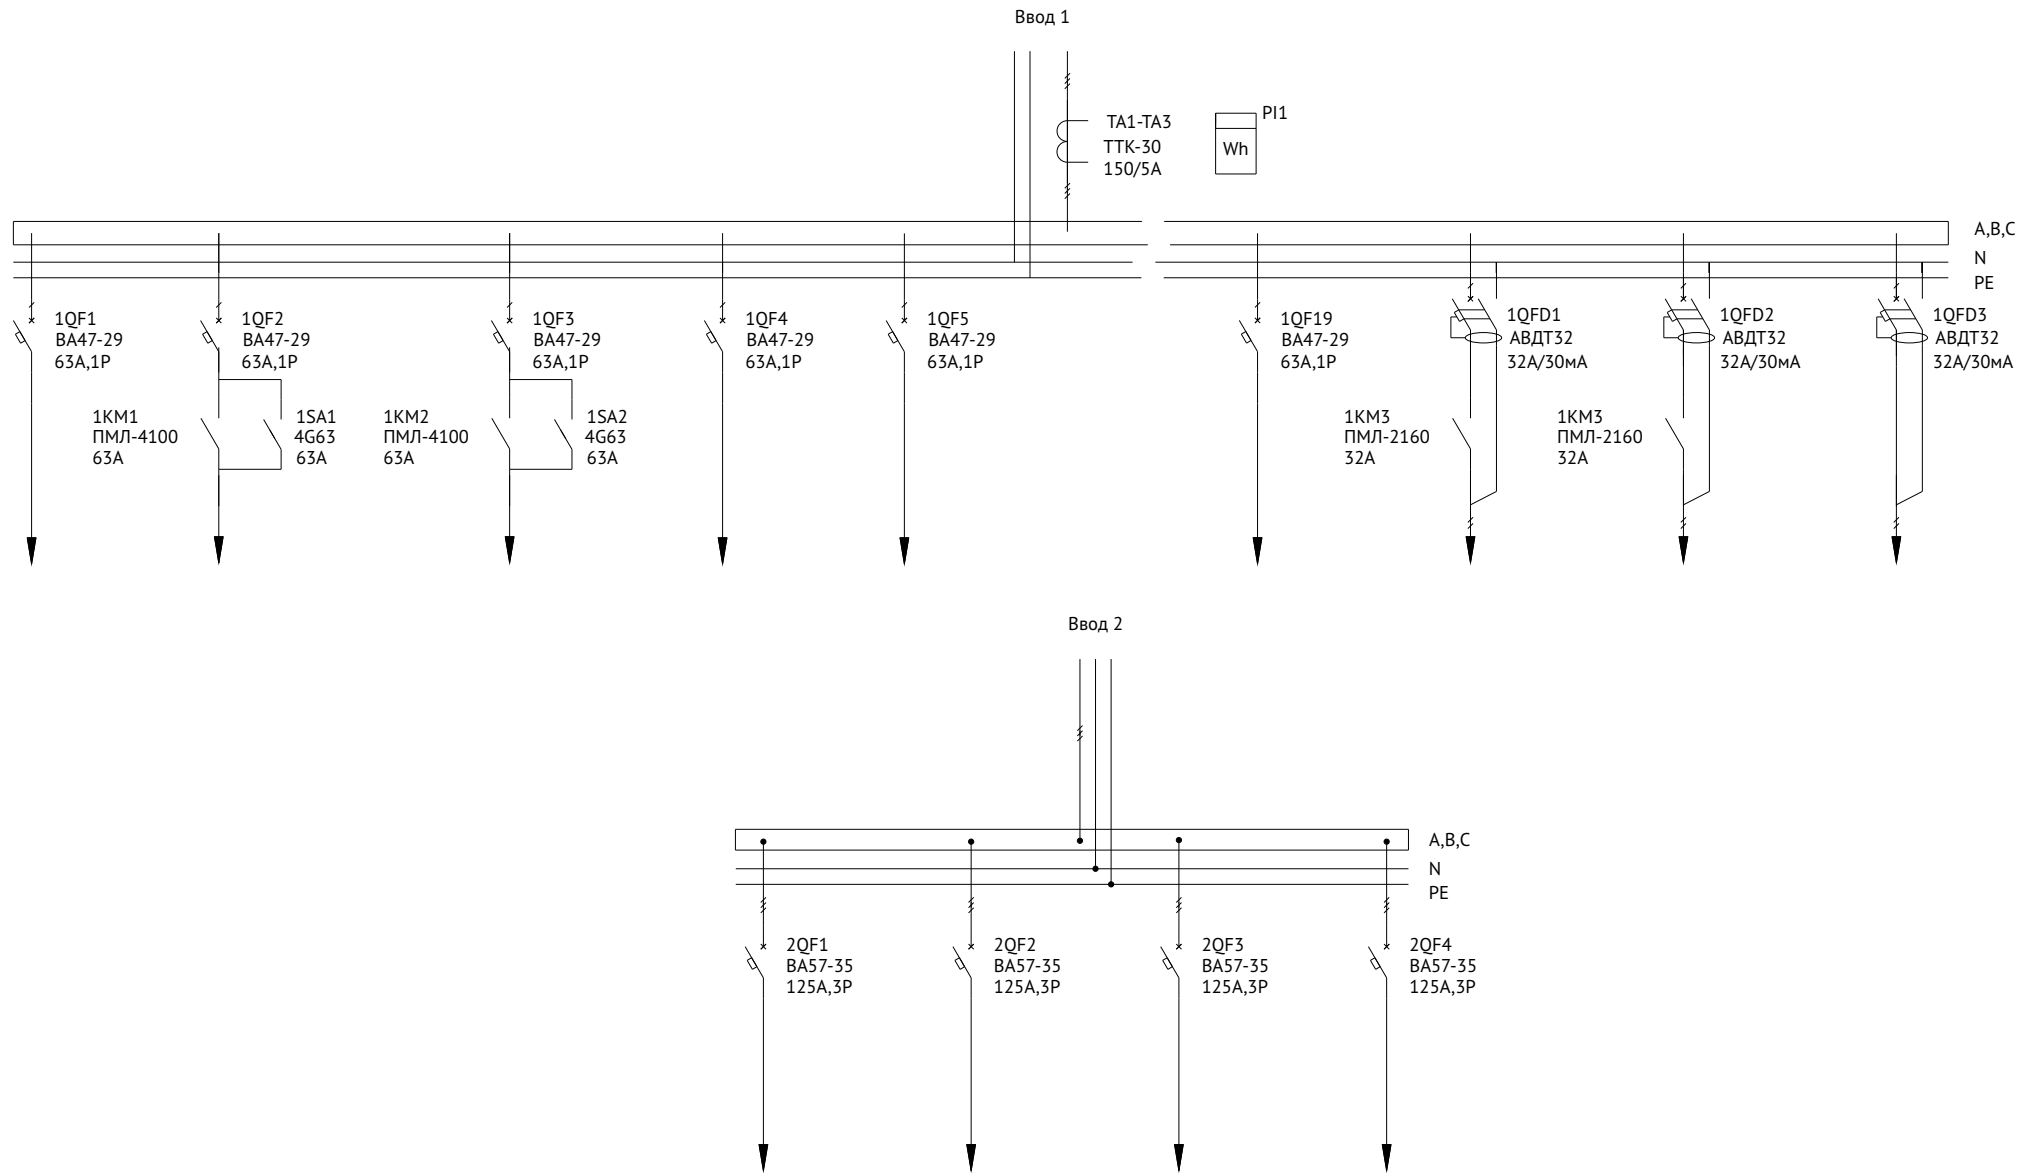 Ввод 1
TA1-TA3
ТТК-30
150/5А
PI1
Wh
A,B,C
N
PE
1QF1
ВА47-29
63А,1Р
1QF2
ВА47-29
63А,1Р
1QF3
ВА47-29
63А,1Р
1QF4
ВА47-29
63А,1Р
1QF5
ВА47-29
63А,1Р
1QF19
ВА47-29
63А,1Р
1QFD1
АВДТ32
32А/30мА
1QFD2
АВДТ32
32А/30мА
1QFD3
АВДТ32
32А/30мА
1KM1
ПМЛ-4100
63А
1SA1
4G63
63А
1KM2
ПМЛ-4100
63А
1SA2
4G63
63А
1KM3
ПМЛ-2160
32А
1KM3
ПМЛ-2160
32А
Ввод 2
A,B,C
N
PE
2QF1
ВА57-35
125А,3Р
2QF2
ВА57-35
125А,3Р
2QF3
ВА57-35
125А,3Р
2QF4
ВА57-35
125А,3Р